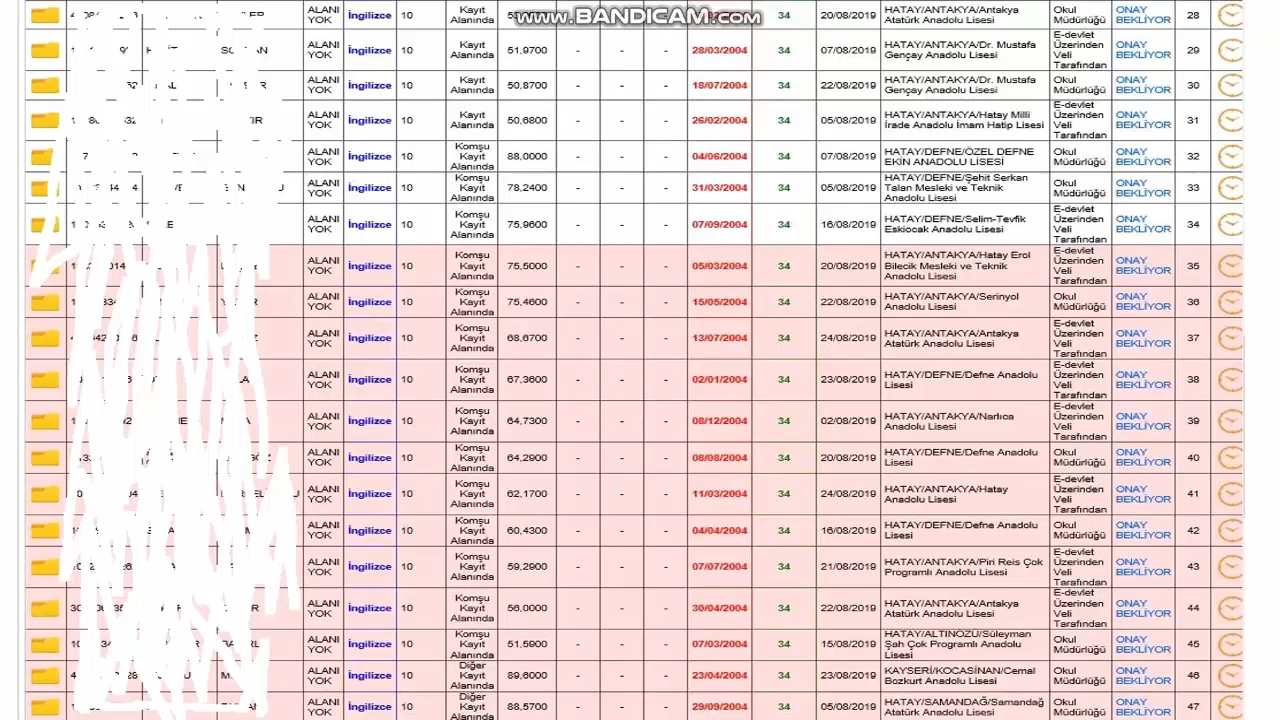 www.BANDICAM.com
ALANI YOK İngilizce 10 Kayıt Alanında - - - 34 20/08/2019 HATAY/ANTAKYA/Antakya Atatürk Anadolu Lisesi Okul Müdürlüğü ONAY BEKLİYOR 28
ALANI YOK İngilizce 10 Kayıt Alanında 51,9700 - - - 28/03/2004 34 07/08/2019 HATAY/ANTAKYA/Dr. Mustafa Gençay Anadolu Lisesi E-devlet Üzerinden Veli Tarafından ONAY BEKLİYOR 29
ALANI YOK İngilizce 10 Kayıt Alanında 50,8700 - - - 18/07/2004 34 22/08/2019 HATAY/ANTAKYA/Dr. Mustafa Gençay Anadolu Lisesi Okul Müdürlüğü ONAY BEKLİYOR 30
ALANI YOK İngilizce 10 Kayıt Alanında 50,6800 - - - 26/02/2004 34 05/08/2019 HATAY/ANTAKYA/Hatay Milli İrade Anadolu İmam Hatip Lisesi E-devlet Üzerinden Veli Tarafından ONAY BEKLİYOR 31
ALANI YOK İngilizce 10 Komşu Kayıt Alanında 88,0000 - - - 04/06/2004 34 07/08/2019 HATAY/DEFNE/ÖZEL DEFNE EKİN ANADOLU LİSESİ Okul Müdürlüğü ONAY BEKLİYOR 32
ALANI YOK İngilizce 10 Komşu Kayıt Alanında 78,2400 - - - 31/03/2004 34 05/08/2019 HATAY/DEFNE/Şehit Serkan Talan Mesleki ve Teknik Anadolu Lisesi Okul Müdürlüğü ONAY BEKLİYOR 33
ALANI YOK İngilizce 10 Komşu Kayıt Alanında 75,9600 - - - 07/09/2004 34 16/08/2019 HATAY/DEFNE/Selim-Tevfik Eskiocak Anadolu Lisesi E-devlet Üzerinden Veli Tarafından ONAY BEKLİYOR 34
ALANI YOK İngilizce 10 Komşu Kayıt Alanında 75,5000 - - - 05/03/2004 34 20/08/2019 HATAY/ANTAKYA/Hatay Erol Bilecik Mesleki ve Teknik Anadolu Lisesi E-devlet Üzerinden Veli Tarafından ONAY BEKLİYOR 35
ALANI YOK İngilizce 10 Komşu Kayıt Alanında 75,4600 - - - 15/05/2004 34 22/08/2019 HATAY/ANTAKYA/Serinyol Anadolu Lisesi Okul Müdürlüğü ONAY BEKLİYOR 36
ALANI YOK İngilizce 10 Komşu Kayıt Alanında 68,6700 - - - 13/07/2004 34 24/08/2019 HATAY/ANTAKYA/Antakya Atatürk Anadolu Lisesi E-devlet Üzerinden Veli Tarafından ONAY BEKLİYOR 37
ALANI YOK İngilizce 10 Komşu Kayıt Alanında 67,3600 - - - 02/01/2004 34 23/08/2019 HATAY/DEFNE/Defne Anadolu Lisesi E-devlet Üzerinden Veli Tarafından ONAY BEKLİYOR 38
ALANI YOK İngilizce 10 Komşu Kayıt Alanında 64,7300 - - - 08/12/2004 34 02/08/2019 HATAY/ANTAKYA/Narlıca Anadolu Lisesi E-devlet Üzerinden Veli Tarafından ONAY BEKLİYOR 39
ALANI YOK İngilizce 10 Komşu Kayıt Alanında 64,2900 - - - 08/08/2004 34 20/08/2019 HATAY/DEFNE/Defne Anadolu Lisesi Okul Müdürlüğü ONAY BEKLİYOR 40
ALANI YOK İngilizce 10 Komşu Kayıt Alanında 62,1700 - - - 11/03/2004 34 24/08/2019 HATAY/ANTAKYA/Hatay Anadolu Lisesi E-devlet Üzerinden Veli Tarafından ONAY BEKLİYOR 41
ALANI YOK İngilizce 10 Komşu Kayıt Alanında 60,4300 - - - 04/04/2004 34 16/08/2019 HATAY/DEFNE/Defne Anadolu Lisesi Okul Müdürlüğü ONAY BEKLİYOR 42
ALANI YOK İngilizce 10 Komşu Kayıt Alanında 59,2900 - - - 07/07/2004 34 21/08/2019 HATAY/ANTAKYA/Piri Reis Çok Programlı Anadolu Lisesi E-devlet Üzerinden Veli Tarafından ONAY BEKLİYOR 43
ALANI YOK İngilizce 10 Komşu Kayıt Alanında 56,0000 - - - 30/04/2004 34 22/08/2019 HATAY/ANTAKYA/Antakya Atatürk Anadolu Lisesi E-devlet Üzerinden Veli Tarafından ONAY BEKLİYOR 44
ALANI YOK İngilizce 10 Komşu Kayıt Alanında 51,5900 - - - 07/03/2004 34 15/08/2019 HATAY/ALTINÖZÜ/Süleyman Şah Çok Programlı Anadolu Lisesi Okul Müdürlüğü ONAY BEKLİYOR 45
ALANI YOK İngilizce 10 Diğer Kayıt Alanında 89,6000 - - - 23/04/2004 34 23/08/2019 KAYSERİ/KOCASİNAN/Cemal Bozkurt Anadolu Lisesi Okul Müdürlüğü ONAY BEKLİYOR 46
ALANI YOK İngilizce 10 Diğer Kayıt Alanında 88,5700 - - - 29/09/2004 34 05/08/2019 HATAY/SAMANDAĞ/Samandağ Atatürk Anadolu Lisesi Okul Müdürlüğü ONAY BEKLİYOR 47